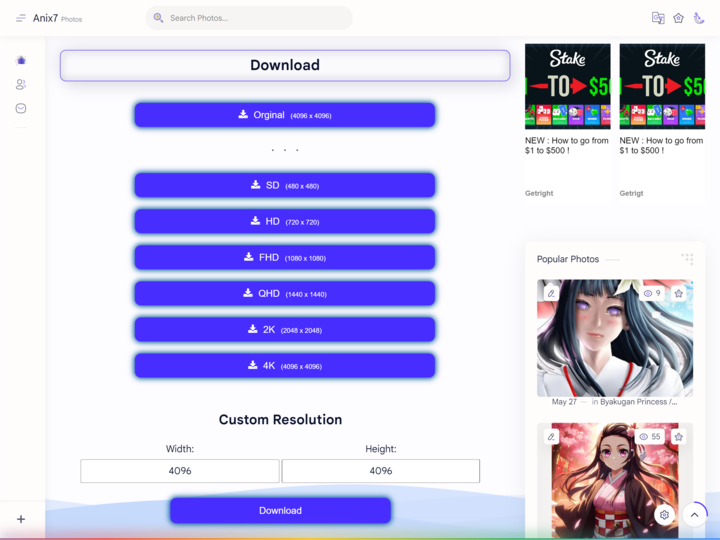 Anix7 Photos
Search Photos...
Download
Orginal (4096 x 4096)
. . .
SD (480 x 480)
HD (720 x 720)
FHD (1080 x 1080)
QHD (1440 x 1440)
2K (2048 x 2048)
4K (4096 x 4096)
Custom Resolution
Width:
Height:
4096
4096
Download
Stake
TO $50
NEW : How to go from
$1 to $500 !
Getright
Stake
TO $50
NEW : How to go from
$1 to $500 !
Getrigt
Popular Photos
9
May 27 — in Byakugan Princess /...
55